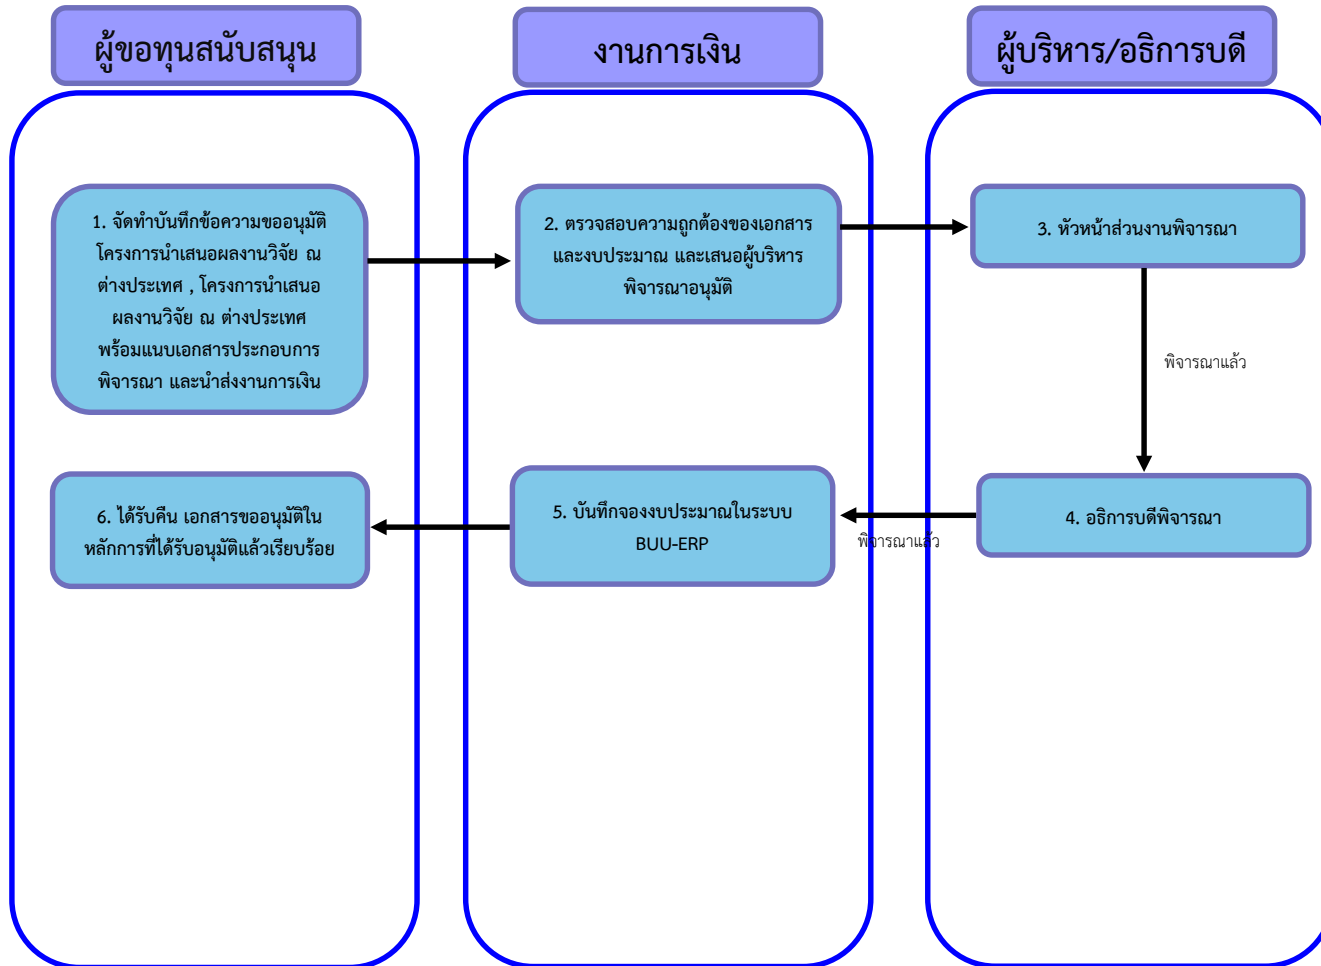 ผู้ขอทุนสนับสนุน
งานการเงิน
ผู้บริหาร/อธิการบดี
1. จัดทำบันทึกข้อความขออนุมัติ
โครงการนำเสนอผลงานวิจัย ณ
ต่างประเทศ , โครงการนำเสนอ
ผลงานวิจัย ณ ต่างประเทศ
พร้อมแนบเอกสารประกอบการ
พิจารณา และนำส่งงานการเงิน
2. ตรวจสอบความถูกต้องของเอกสาร
และงบประมาณ และเสนอผู้บริหาร
พิจารณาอนุมัติ
3. หัวหน้าส่วนงานพิจารณา
พิจารณาแล้ว
4. อธิการบดีพิจารณา
พิจารณาแล้ว
5. บันทึกจองงบประมาณในระบบ
BUU-ERP
6. ได้รับคืน เอกสารขออนุมัติใน
หลักการที่ได้รับอนุมัติแล้วเรียบร้อย